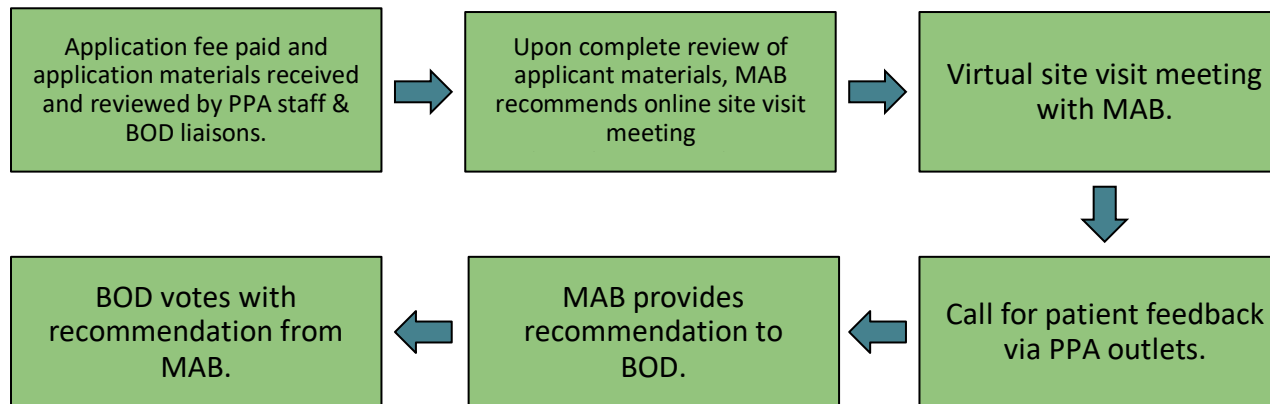 Application fee paid and
application materials received
and reviewed by PPA staff &
BOD liaisons.
Upon complete review of
applicant materials, MAB
recommends online site visit
meeting
Virtual site visit meeting
with MAB.
Call for patient feedback
via PPA outlets.
MAB provides
recommendation to
BOD.
BOD votes with
recommendation from
MAB.